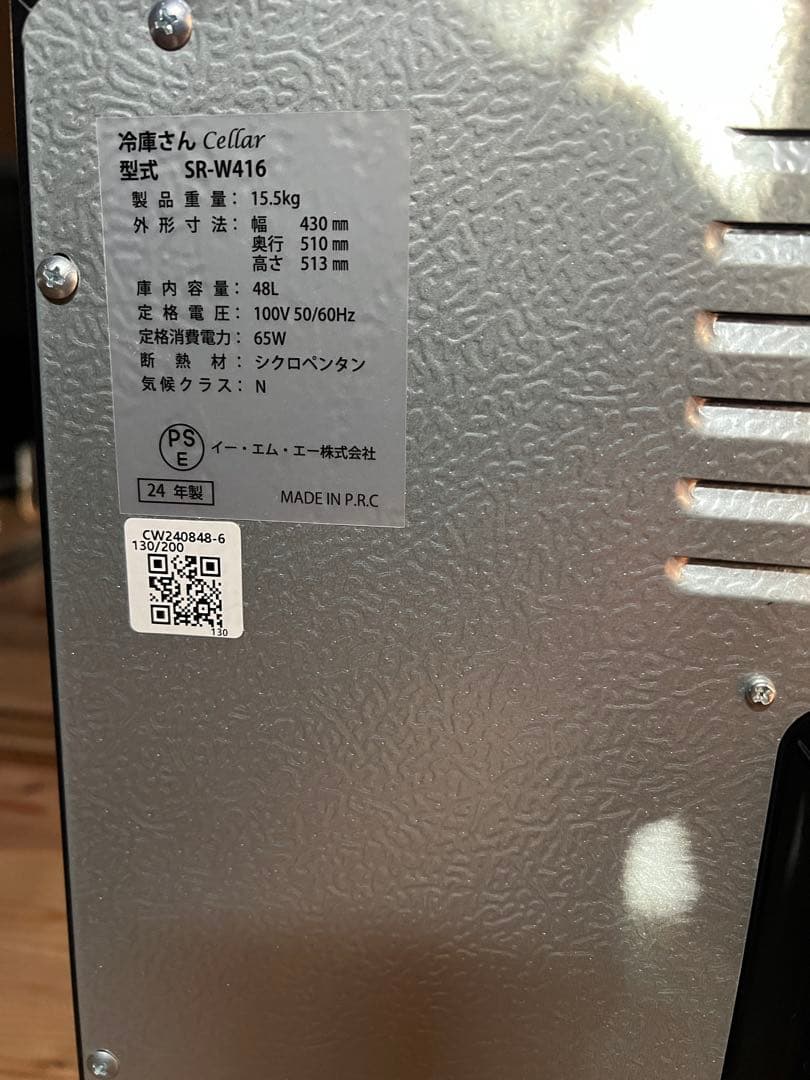 冷庫さん Cellar
型式 SR-W416
製品重量： 15.5kg
外形寸法： 幅 430 ㎜
奥行 510 ㎜
高さ 513 ㎜
庫内容量： 48L
定格電圧： 100V 50/60Hz
定格消費電力： 65W
断熱材： シクロペンタン
気候クラス： N
PS
E
イー・エム・エー株式会社
24 年製 MADE IN P.R.C
CW240848-6
130/200
130